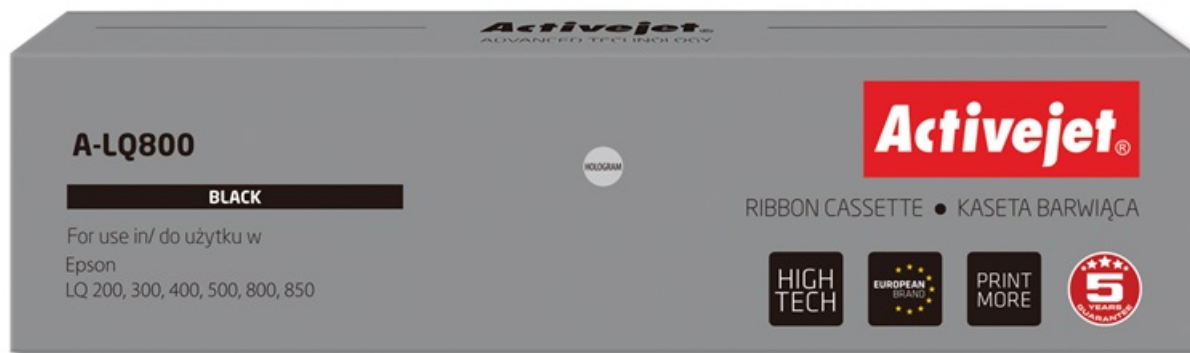 Activejet®
ADVANCED TECHNOLOGY
A-LQ800
BLACK
For use in/ do użytku w
Epson
LQ 200, 300, 400, 500, 800, 850
HOLOGRAM
Activejet®
RIBBON CASSETTE ● KASETA BARWIĄCA
HIGH
TECH
EUROPEAN
BRAND
PRINT
MORE
5
YEARS
GUARANTEE